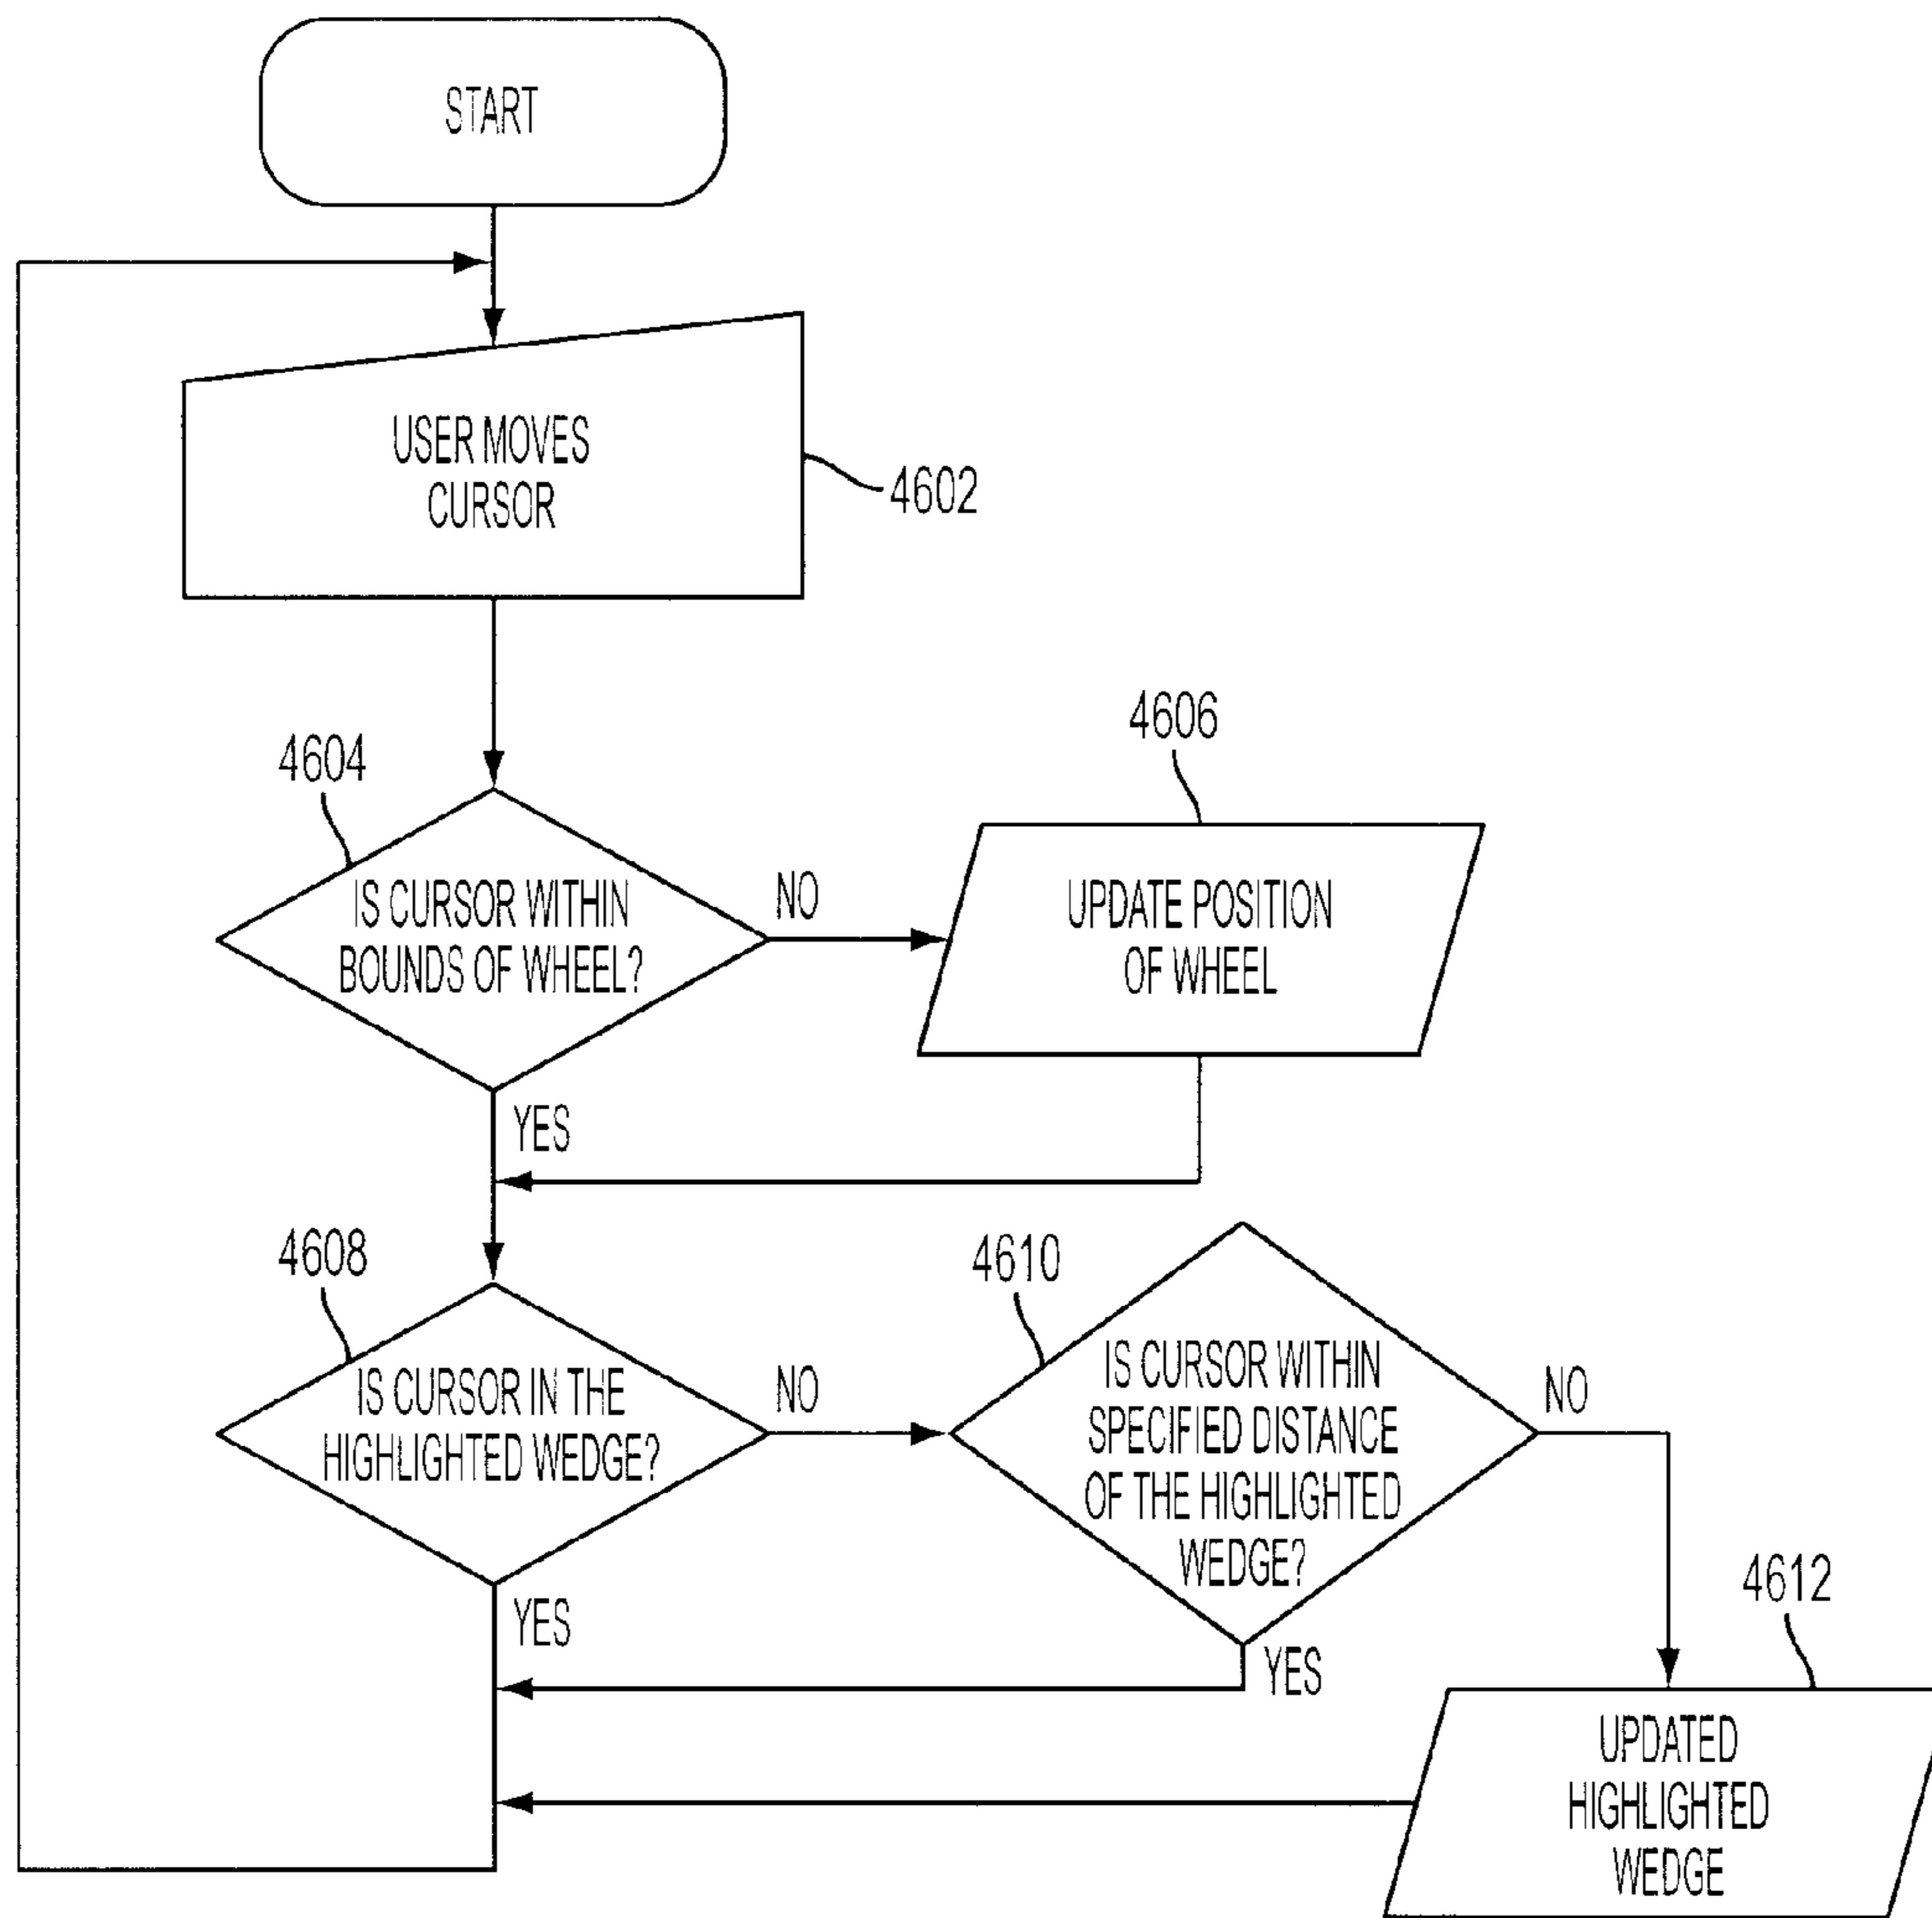 START
USER MOVES
CURSOR
4602
4604
IS CURSOR WITHIN
BOUNDS OF WHEEL?
NO
4606
UPDATE POSITION
OF WHEEL
YES
4608
IS CURSOR IN THE
HIGHLIGHTED WEDGE?
NO
4610
IS CURSOR WITHIN
SPECIFIED DISTANCE
OF THE HIGHLIGHTED
WEDGE?
NO
YES
YES
4612
UPDATED
HIGHLIGHTED
WEDGE